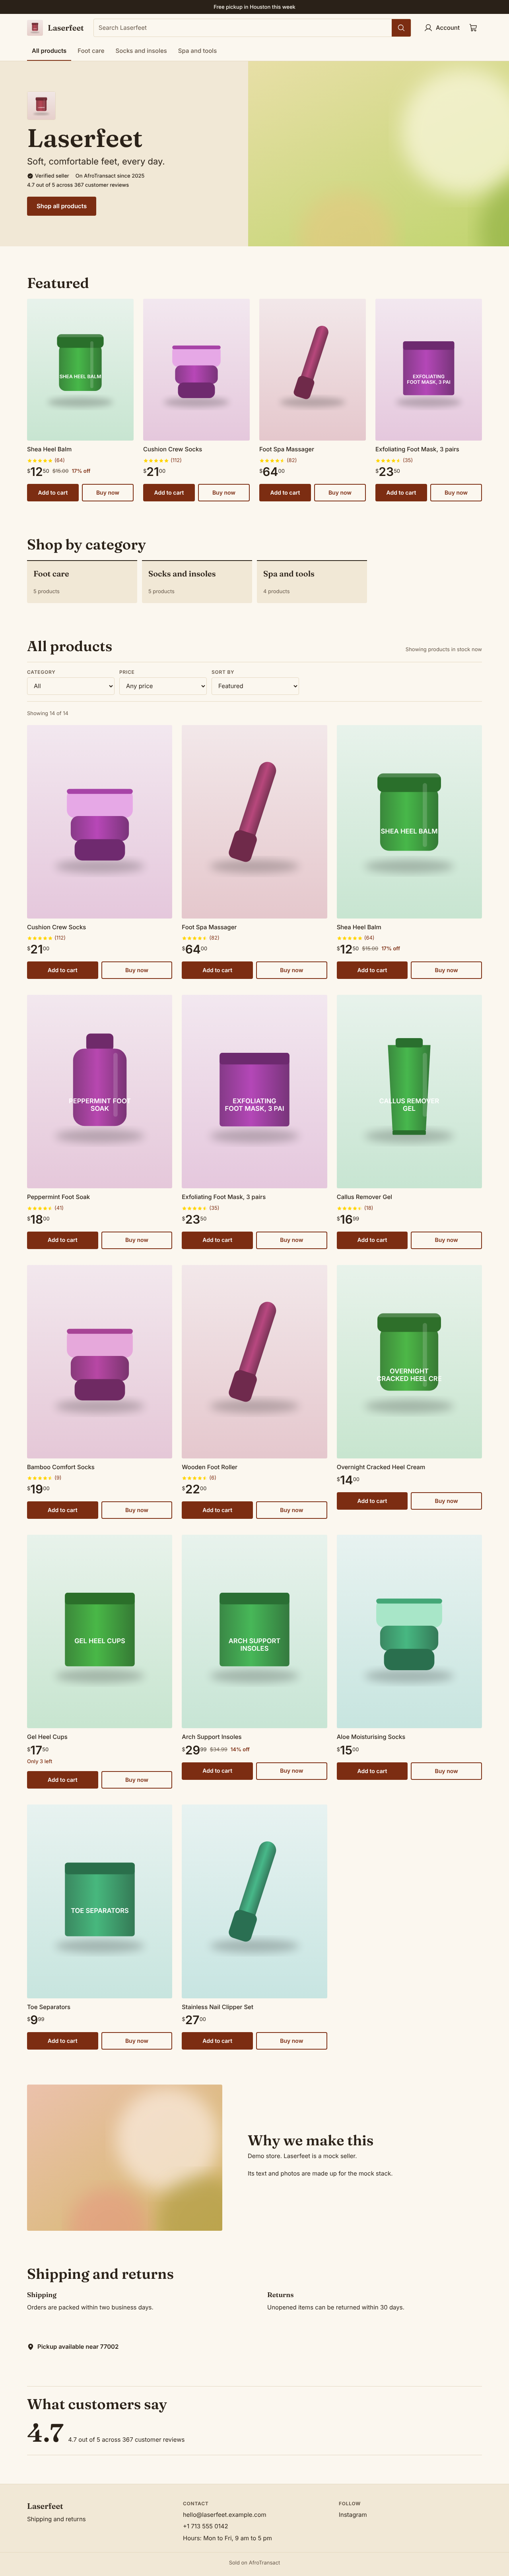 Free pickup in Houston this week
Laserfeet
Search Laserfeet
Account
All products
Foot care
Socks and insoles
Spa and tools
Laserfeet
Soft, comfortable feet, every day.
Verified seller On AfroTransact since 2025
4.7 out of 5 across 367 customer reviews
Shop all products
Featured
SHEA HEEL BALM
EXFOLIATING
FOOT MASK, 3 PAI
Shea Heel Balm
(64)
$12.50 $15.00 17% off
Add to cart
Buy now
Cushion Crew Socks
(112)
$21.00
Add to cart
Buy now
Foot Spa Massager
(82)
$64.00
Add to cart
Buy now
Exfoliating Foot Mask, 3 pairs
(35)
$23.50
Add to cart
Buy now
Shop by category
Foot care
5 products
Socks and insoles
5 products
Spa and tools
4 products
All products
Showing products in stock now
CATEGORY
All
PRICE
Any price
SORT BY
Featured
Showing 14 of 14
Cushion Crew Socks
(112)
$21.00
Add to cart
Buy now
Foot Spa Massager
(82)
$64.00
Add to cart
Buy now
SHEA HEEL BALM
Shea Heel Balm
(64)
$12.50 $15.00 17% off
Add to cart
Buy now
PEPPERMINT FOOT
SOAK
Peppermint Foot Soak
(41)
$18.00
Add to cart
Buy now
EXFOLIATING
FOOT MASK, 3 PAI
Exfoliating Foot Mask, 3 pairs
(35)
$23.50
Add to cart
Buy now
CALLUS REMOVER
GEL
Callus Remover Gel
(18)
$16.99
Add to cart
Buy now
Bamboo Comfort Socks
(9)
$19.00
Add to cart
Buy now
Wooden Foot Roller
(6)
$22.00
Add to cart
Buy now
OVERNIGHT
CRACKED HEEL CRE
Overnight Cracked Heel Cream
$14.00
Add to cart
Buy now
GEL HEEL CUPS
Gel Heel Cups
$17.50
Only 3 left
Add to cart
Buy now
ARCH SUPPORT
INSOLES
Arch Support Insoles
$29.99 $34.99 14% off
Add to cart
Buy now
Aloe Moisturising Socks
$15.00
Add to cart
Buy now
TOE SEPARATORS
Toe Separators
$9.99
Add to cart
Buy now
Stainless Nail Clipper Set
$27.00
Add to cart
Buy now
Why we make this
Demo store. Laserfeet is a mock seller.
Its text and photos are made up for the mock stack.
Shipping and returns
Shipping
Orders are packed within two business days.
Returns
Unopened items can be returned within 30 days.
Pickup available near 77002
What customers say
4.7
4.7 out of 5 across 367 customer reviews
Laserfeet
Shipping and returns
CONTACT
hello@laserfeet.example.com
+1 713 555 0142
Hours: Mon to Fri, 9 am to 5 pm
FOLLOW
Instagram
Sold on AfroTransact